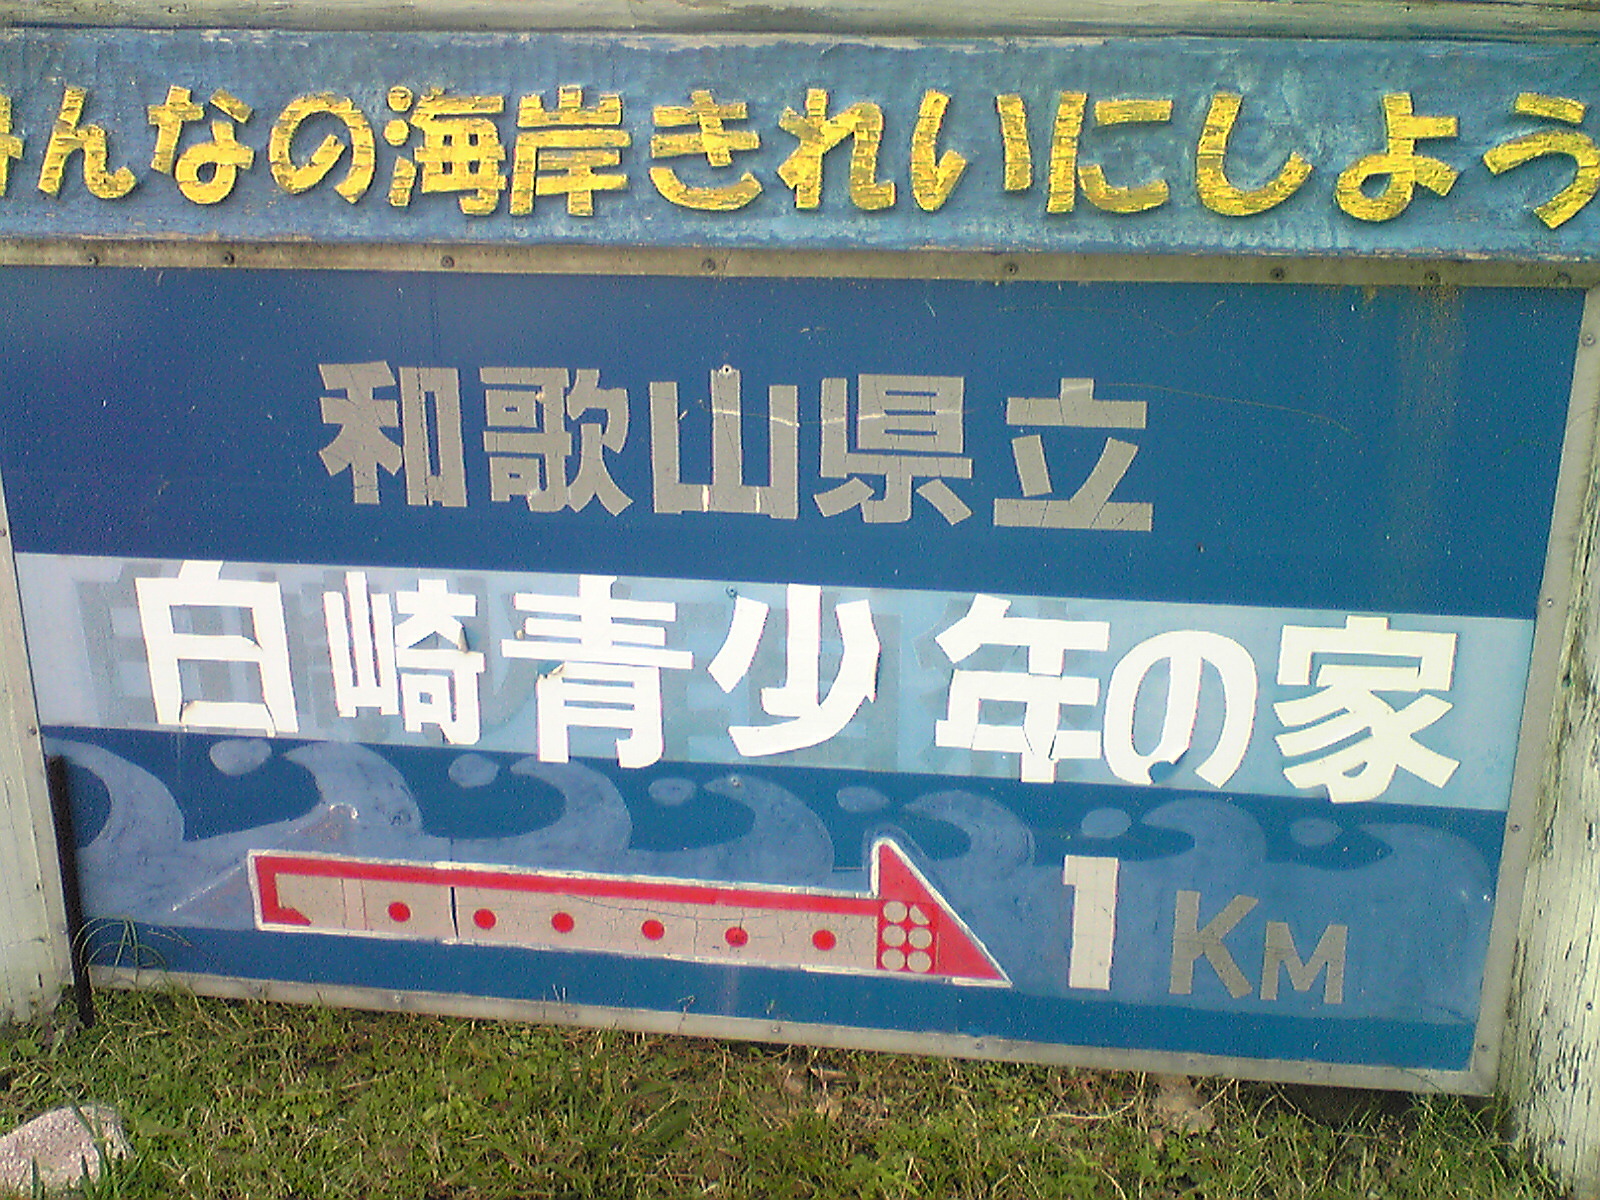 みんなの海岸きれいにしよう
和歌山県立
白崎青少年の家
1KM